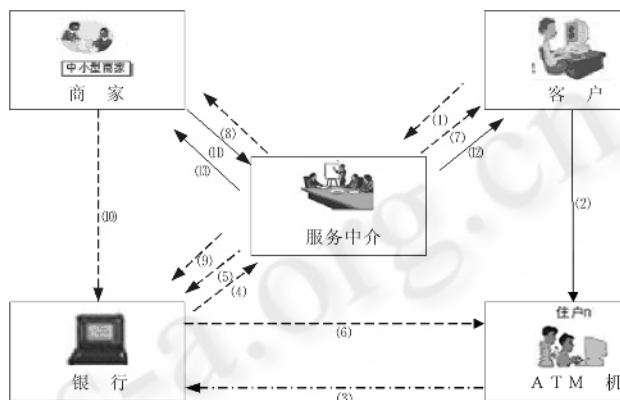 中小型商家
商 家
客 户
(1)
(8)
(7)
(11)
(12)
(13)
服务中介
(2)
(10)
(9)
(5)
(4)
住户n
(6)
银 行
ATM 机
(3)